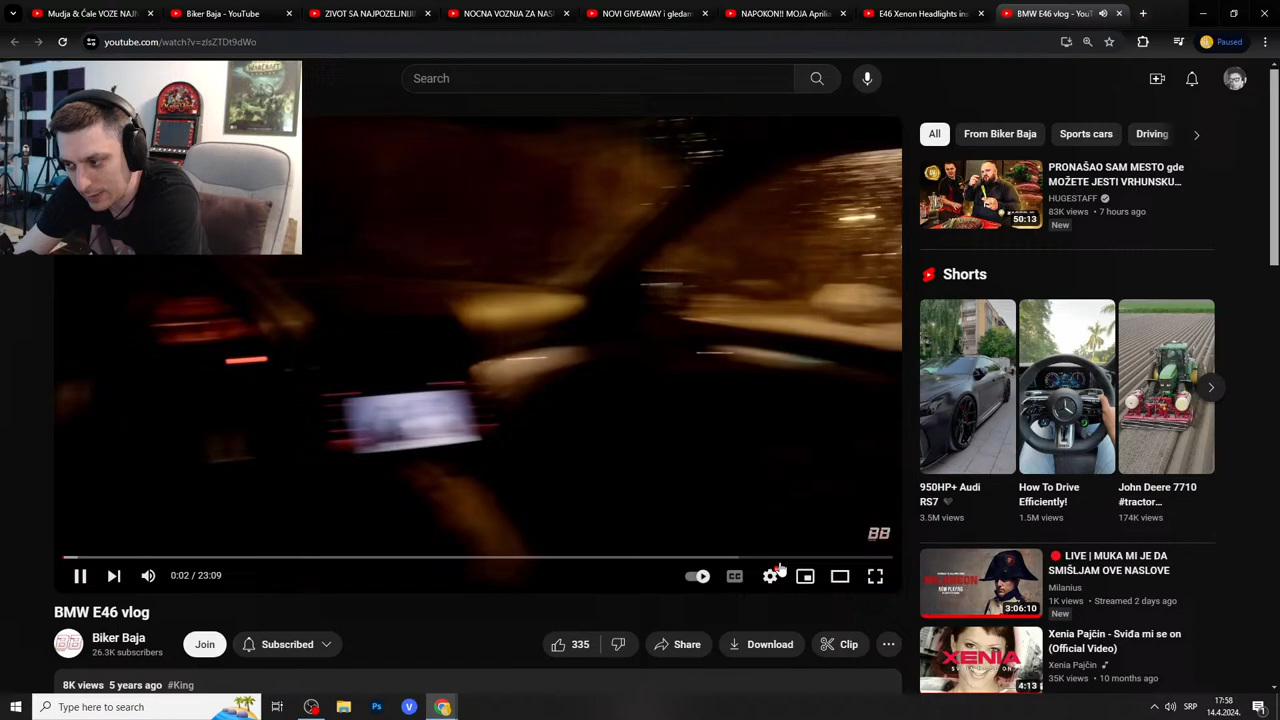 Mudja & Ćale VOZE NAJN
Biker Baja - YouTube
ZIVOT SA NAJPOZELJNIJI
NOCNA VOZNJA ZA NAS
NOVI GIVEAWAY i gledam
NAPOKON!! MOJA Aprilia
E46 Xenon Headlights ins
BMW E46 vlog - YouT
youtube.com/watch?v=zlsZTDt9dWo
Paused
Search
WARCRAFT
All
From Biker Baja
Sports cars
Driving
PRONAŠAO SAM MESTO gde
MOŽETE JESTI VRHUNSKU...
HUGESTAFF
83K views • 7 hours ago
New
50:13
Shorts
950HP+ Audi
RS7
3.5M views
How To Drive
Efficiently!
1.5M views
John Deere 7710
#tractor...
174K views
BB
0:02 / 23:09
CC
LIVE | MUKA MI JE DA
SMIŠLJAM OVE NASLOVE
Milanius
1K views • Streamed 2 days ago
New
3:06:10
BMW E46 vlog
Biker Baja
26.3K subscribers
Join
Subscribed
335
Share
Download
Clip
Xenia Pajčin - Sviđa mi se on
(Official Video)
Xenia Pajčin
35K views • 10 months ago
XENIA
4:13
8K views 5 years ago #King
Type here to search
Ps
V
SRP
17:58
14.4.2024.
1